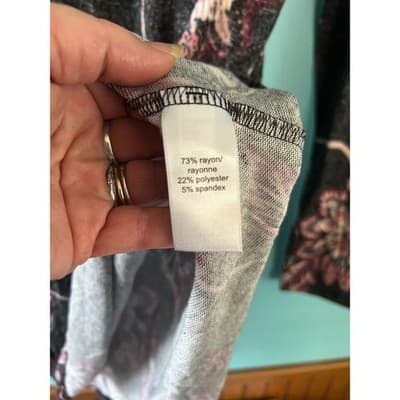 73% rayon/
rayonne
22% polyester
5% spandex